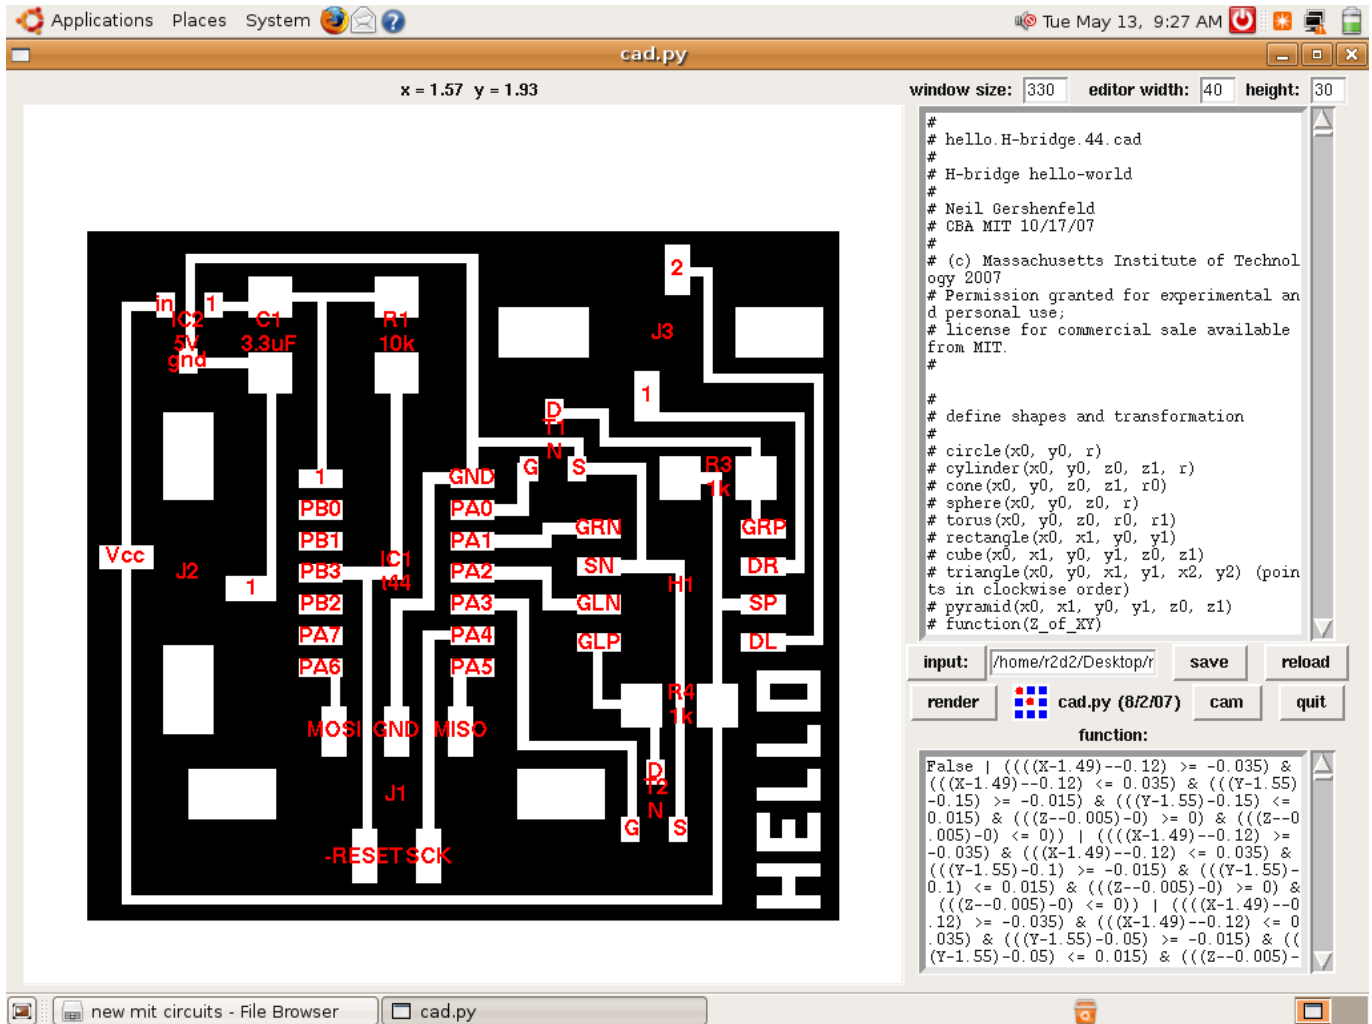 Applications Places System
Tue May 13, 9:27 AM
cad.py
x = 1.57 y = 1.93
window size: 330 editor width: 40 height: 30
#
# hello.H-bridge.44.cad
#
# H-bridge hello-world
#
# Neil Gershenfeld
# CBA MIT 10/17/07
#
# (c) Massachusetts Institute of Technol
ogy 2007
# Permission granted for experimental an
d personal use;
# license for commercial sale available
from MIT.
#
#
# define shapes and transformation
#
# circle(x0, y0, r)
# cylinder(x0, y0, z0, z1, r)
# cone(x0, y0, z0, z1, r0)
# sphere(x0, y0, z0, r)
# torus(x0, y0, z0, r0, r1)
# rectangle(x0, x1, y0, y1)
# cube(x0, x1, y0, y1, z0, z1)
# triangle(x0, y0, x1, y1, x2, y2) (poin
ts in clockwise order)
# pyramid(x0, x1, y0, y1, z0, z1)
# function(Z_of_XY)
input: /home/r2d2/Desktop/r save reload
render cad.py (8/2/07) cam quit
function:
False | ((((X-1.49)--0.12) >= -0.035) &
(((X-1.49)--0.12) <= 0.035) & (((Y-1.55)
-0.15) >= -0.015) & (((Y-1.55)-0.15) <=
0.015) & (((Z--0.005)-0) >= 0) & (((Z--0
.005)-0) <= 0)) | ((((X-1.49)--0.12) >=
-0.035) & (((X-1.49)--0.12) <= 0.035) &
(((Y-1.55)-0.1) >= -0.015) & (((Y-1.55)-
0.1) <= 0.015) & (((Z--0.005)-0) >= 0) &
(((Z--0.005)-0) <= 0)) | ((((X-1.49)--0
.12) >= -0.035) & (((X-1.49)--0.12) <= 0
.035) & (((Y-1.55)-0.05) >= -0.015) & ((
(Y-1.55)-0.05) <= 0.015) & (((Z--0.005)-
2
in 1
IC2 C1 R1
5V 3.3uF 10k
gnd
J3
1
D
T1
N
G S
R3
1k
1 GND
PB0 PA0
PB1 PA1 GRN GRP
Vcc
J2
1
PB3 IC1 PA2 SN DR
t44
H1
PB2 PA3 GLN SP
PA7 PA4 GLP DL
PA6 PA5
R4
1k
MOSI GND MISO
D
T2
N
J1
G S
-RESET SCK
HELLO
new mit circuits - File Browser cad.py